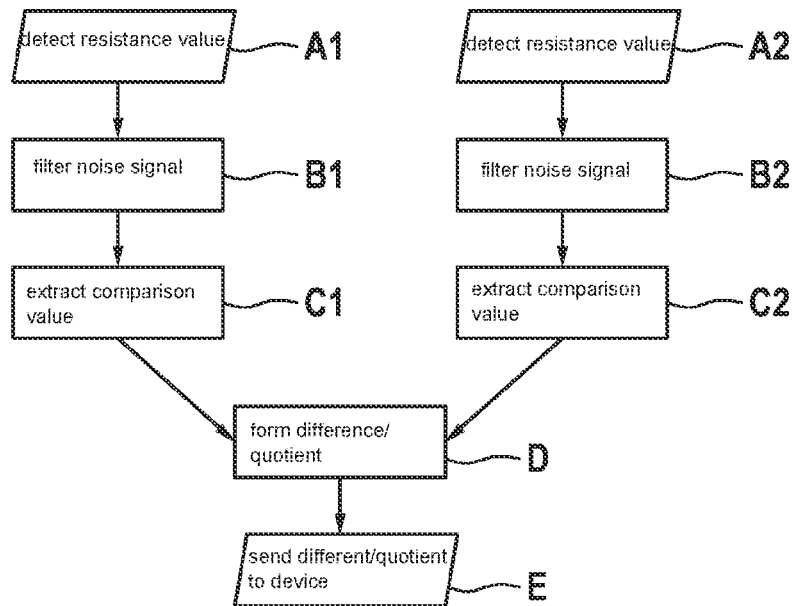 detect resistance value A1
detect resistance value A2
filter noise signal B1
filter noise signal B2
extract comparison
value C1
extract comparison
value C2
form difference/
quotient D
send different/quotient
to device E